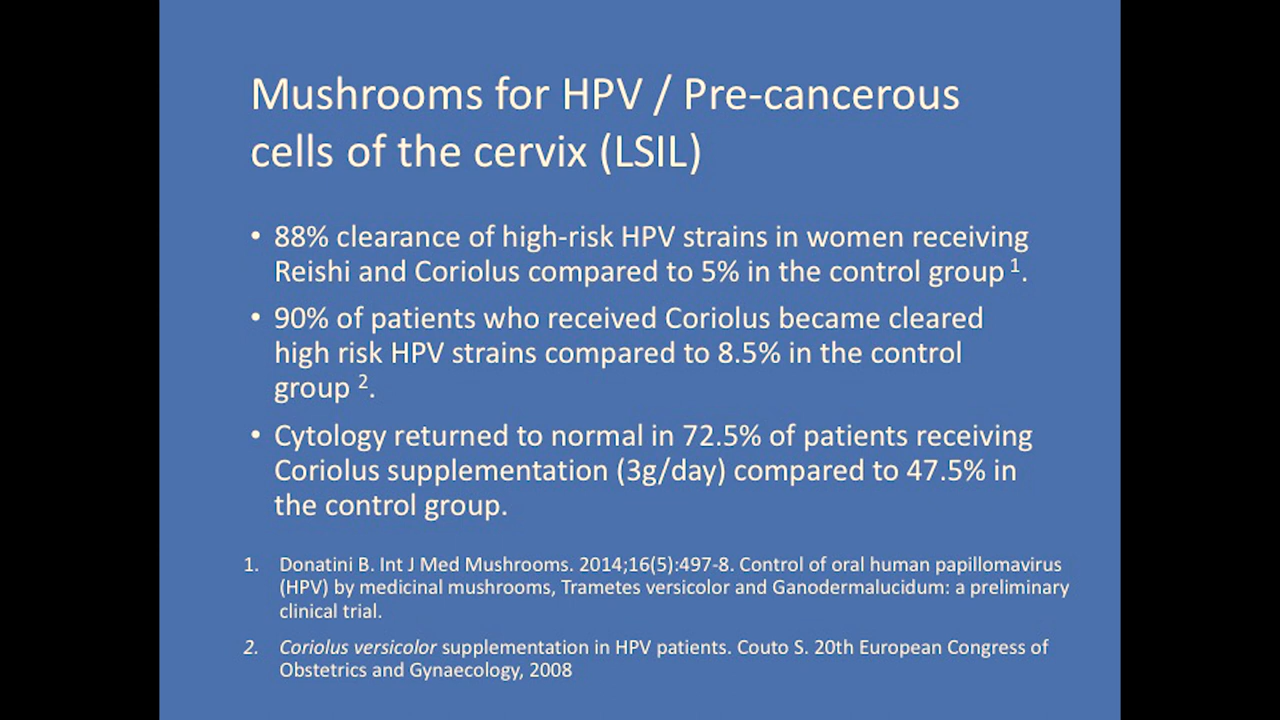 Mushrooms for HPV / Pre-cancerous
cells of the cervix (LSIL)
• 88% clearance of high-risk HPV strains in women receiving
Reishi and Coriolus compared to 5% in the control group ¹.
• 90% of patients who received Coriolus became cleared
high risk HPV strains compared to 8.5% in the control
group ².
• Cytology returned to normal in 72.5% of patients receiving
Coriolus supplementation (3g/day) compared to 47.5% in
the control group.
1. Donatini B. Int J Med Mushrooms. 2014;16(5):497-8. Control of oral human papillomavirus
(HPV) by medicinal mushrooms, Trametes versicolor and Ganodermalucidum: a preliminary
clinical trial.
2. Coriolus versicolor supplementation in HPV patients. Couto S. 20th European Congress of
Obstetrics and Gynaecology, 2008